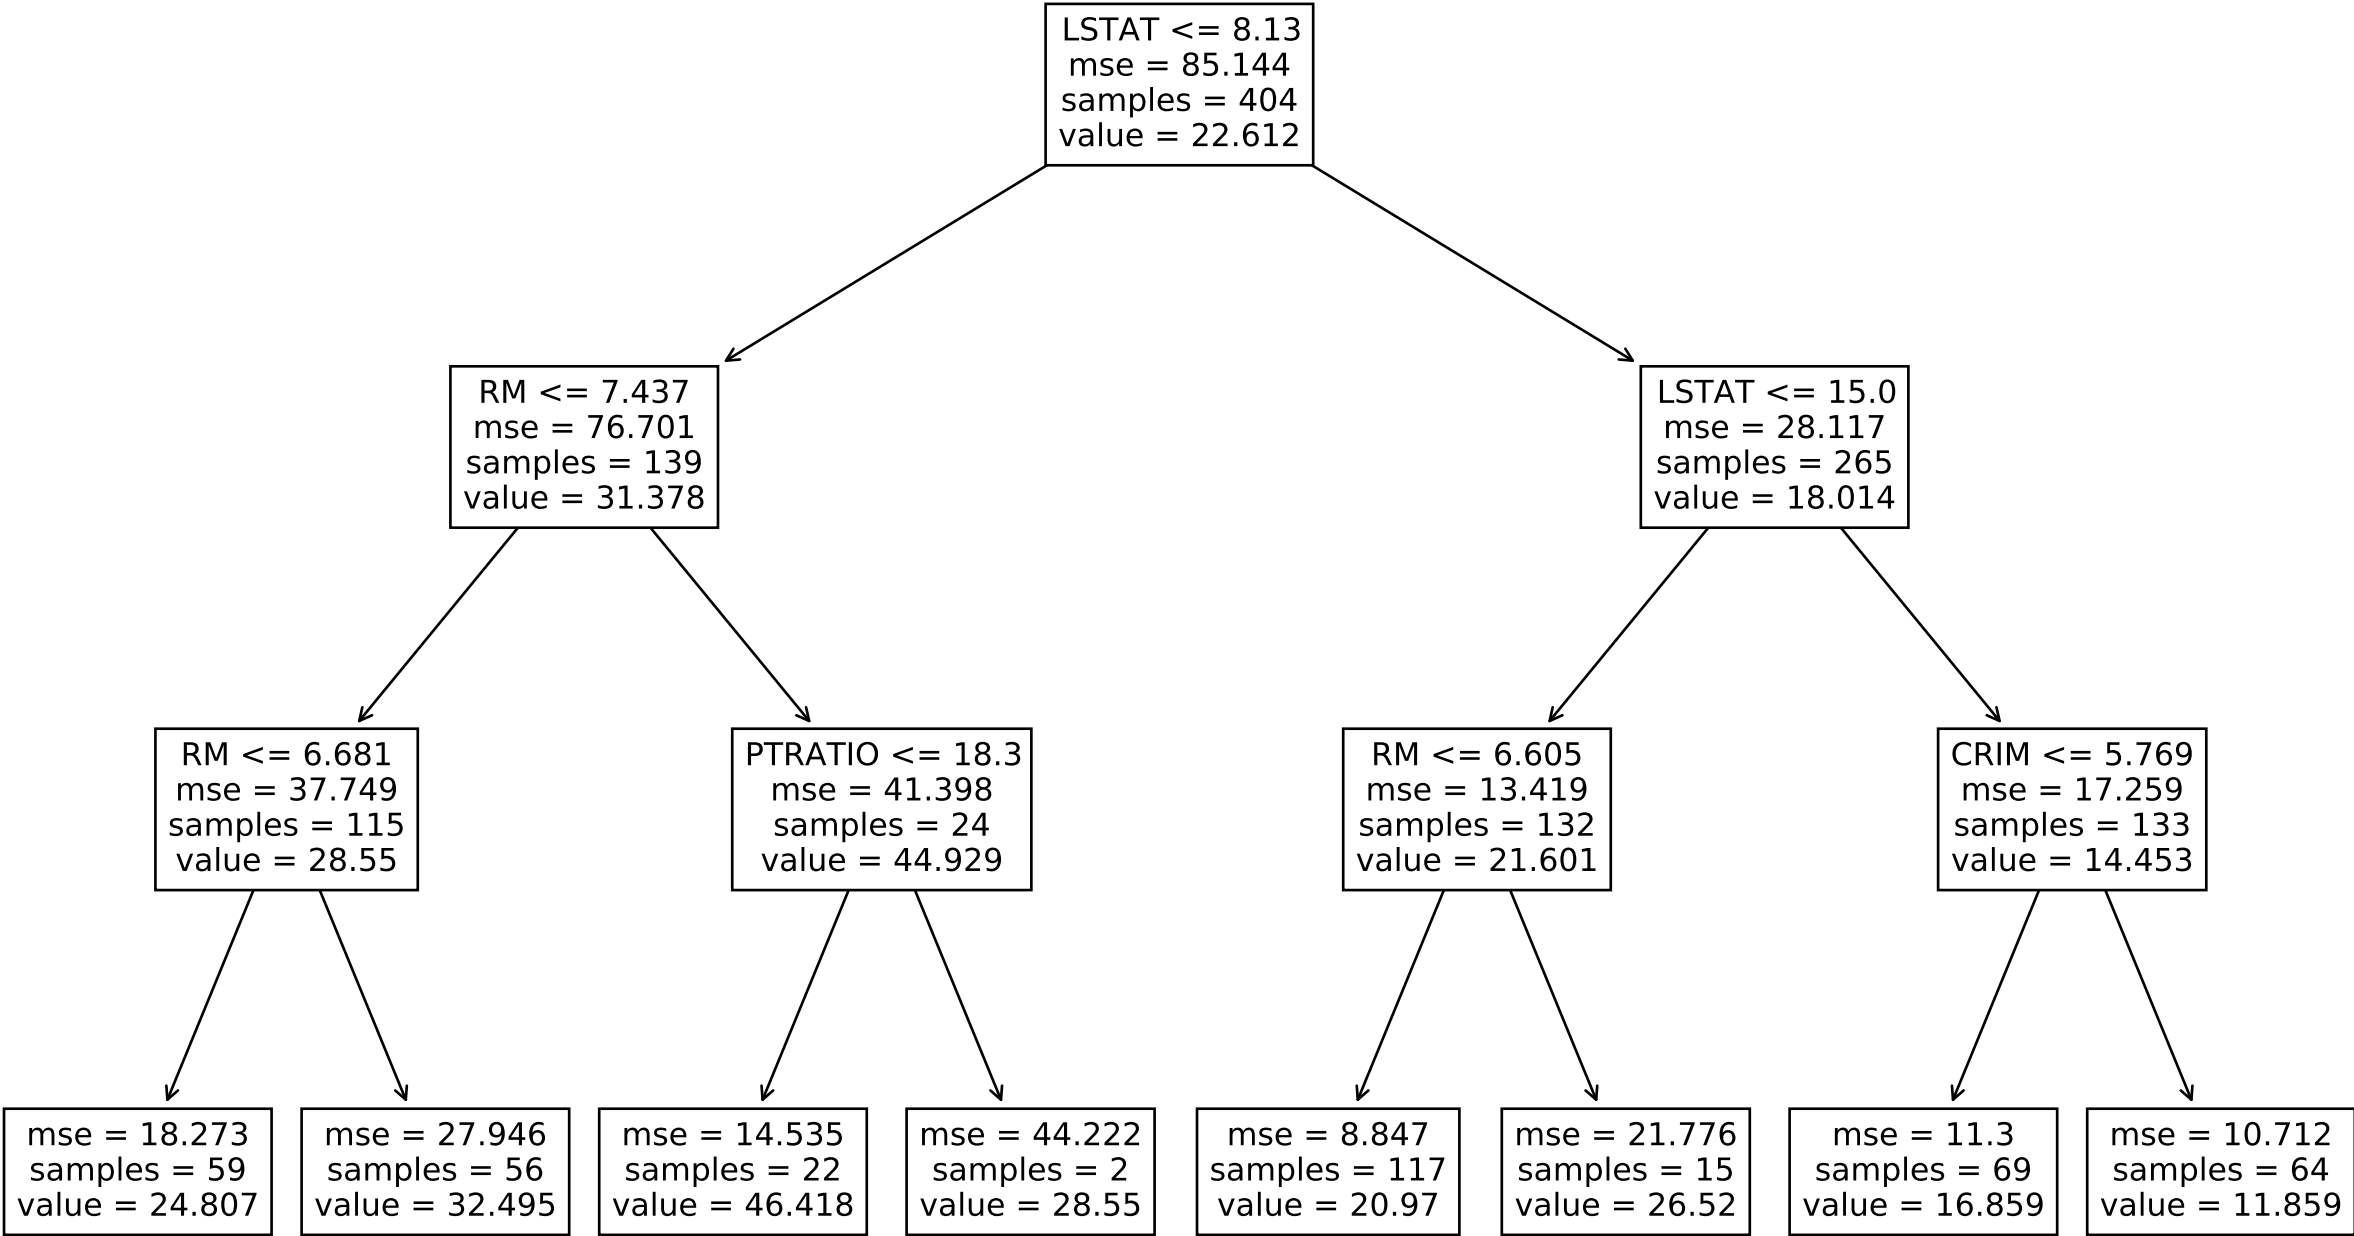 LSTAT <= 8.13
mse = 85.144
samples = 404
value = 22.612
RM <= 7.437
mse = 76.701
samples = 139
value = 31.378
LSTAT <= 15.0
mse = 28.117
samples = 265
value = 18.014
RM <= 6.681
mse = 37.749
samples = 115
value = 28.55
PTRATIO <= 18.3
mse = 41.398
samples = 24
value = 44.929
RM <= 6.605
mse = 13.419
samples = 132
value = 21.601
CRIM <= 5.769
mse = 17.259
samples = 133
value = 14.453
mse = 18.273
samples = 59
value = 24.807
mse = 27.946
samples = 56
value = 32.495
mse = 14.535
samples = 22
value = 46.418
mse = 44.222
samples = 2
value = 28.55
mse = 8.847
samples = 117
value = 20.97
mse = 21.776
samples = 15
value = 26.52
mse = 11.3
samples = 69
value = 16.859
mse = 10.712
samples = 64
value = 11.859